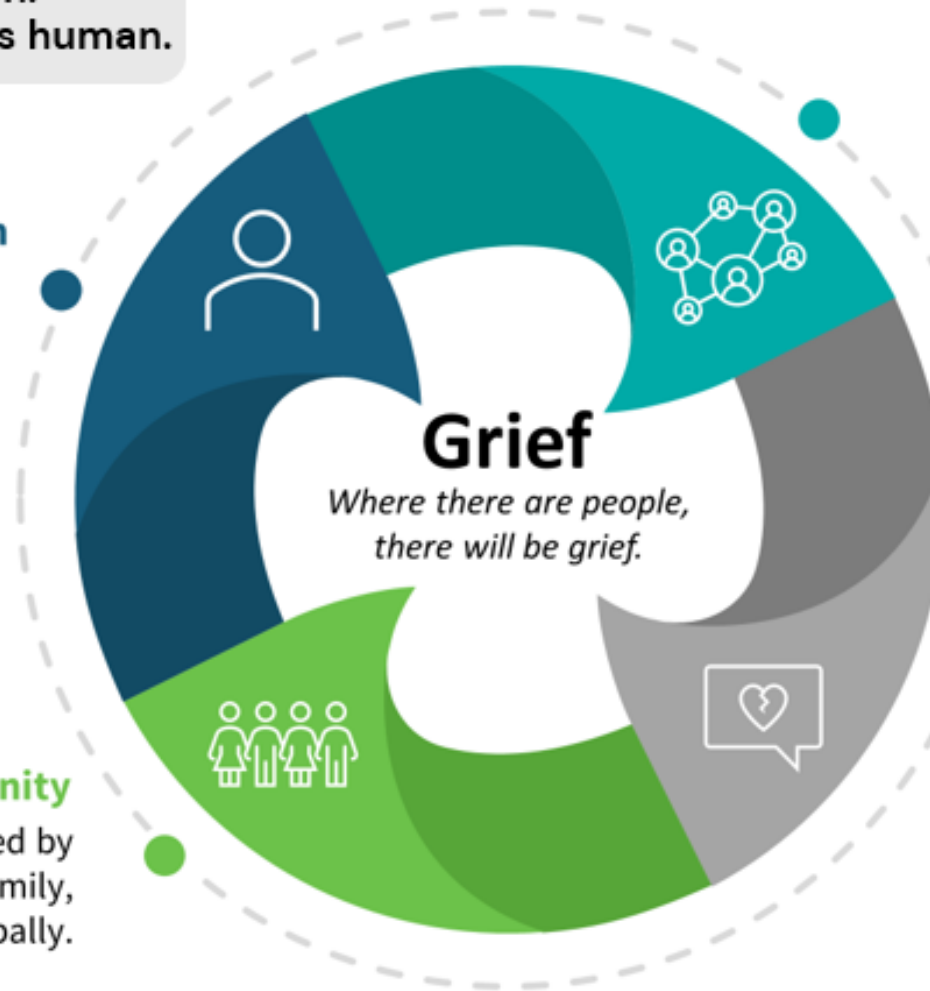 s human.
Grief
Where there are people,
there will be grief.
nity
ed by
mily,
bally.